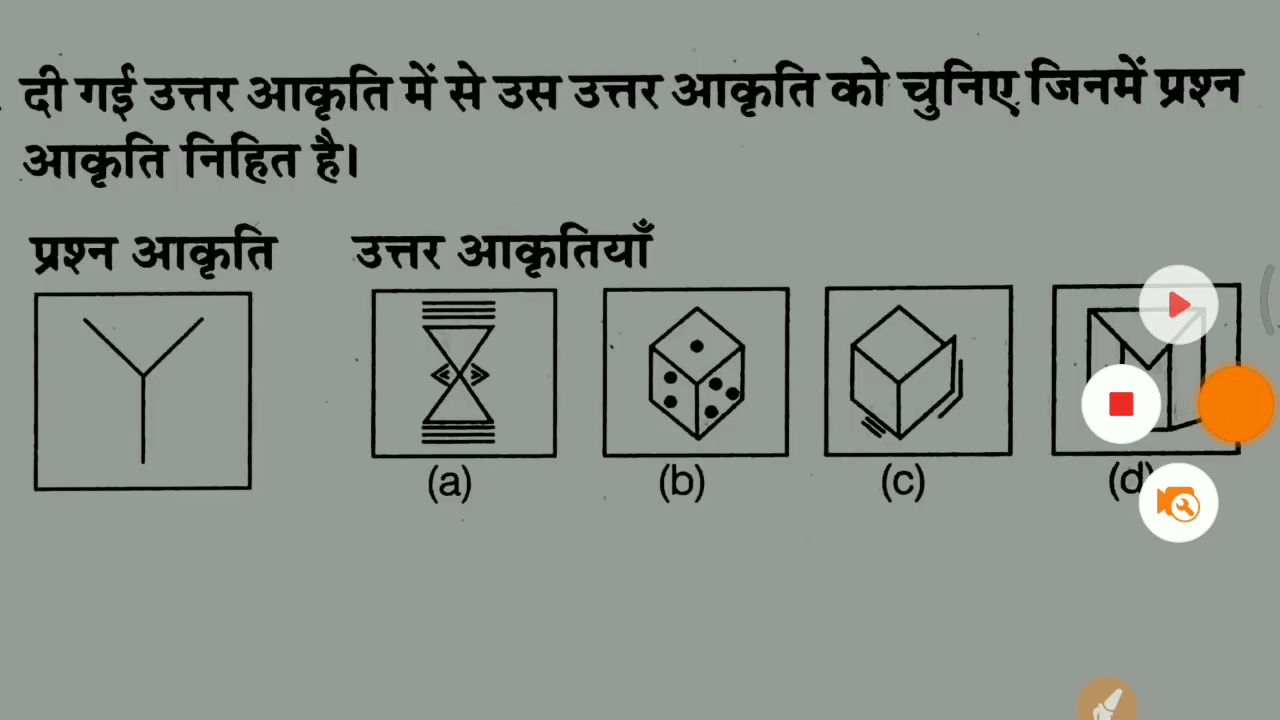 दी गई उत्तर आकृति में से उस उत्तर आकृति को चुनिए जिनमें प्रश्न
आकृति निहित है।
प्रश्न आकृति उत्तर आकृतियाँ
(a) (b) (c) (d)